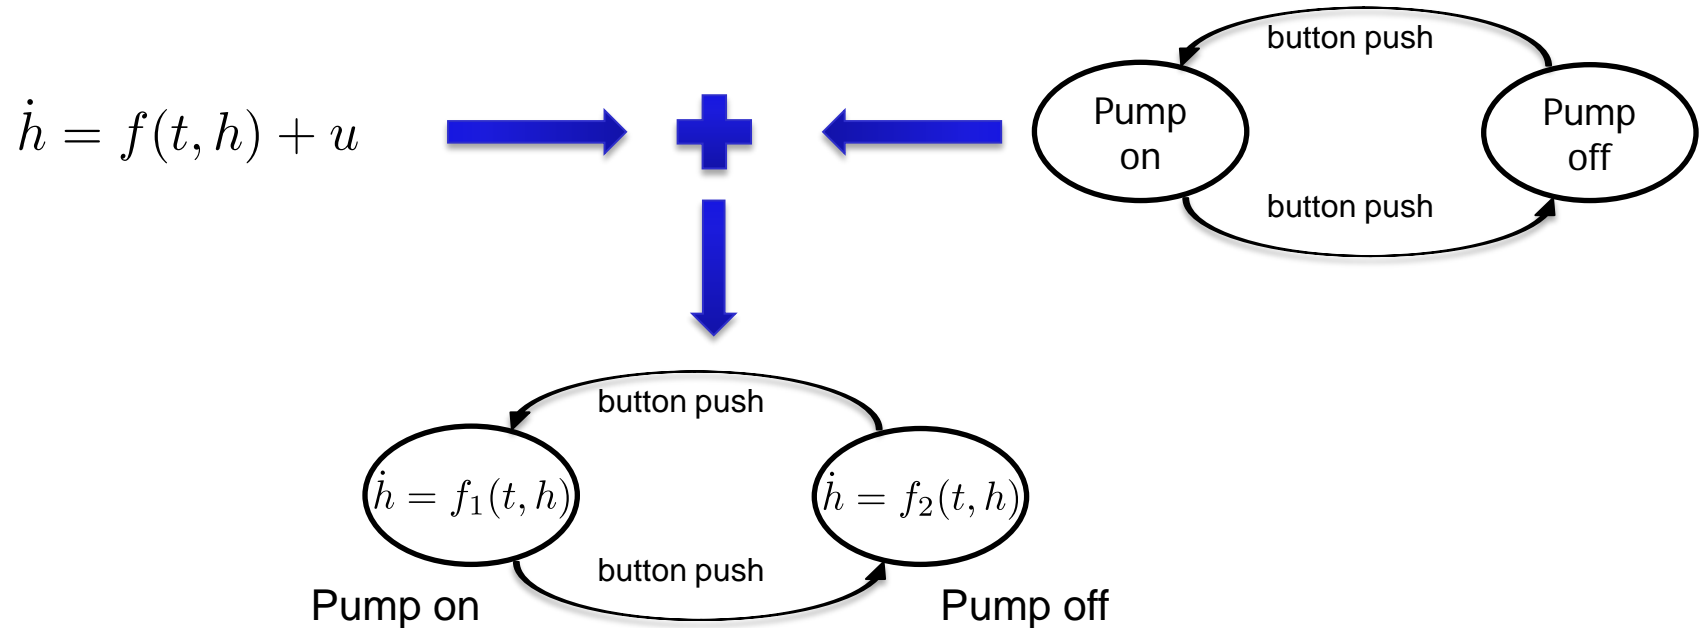 button push
ḣ = f(t, h) + u
Pump
on
Pump
off
button push
button push
ḣ = f₁(t, h)
ḣ = f₂(t, h)
button push
Pump on
Pump off